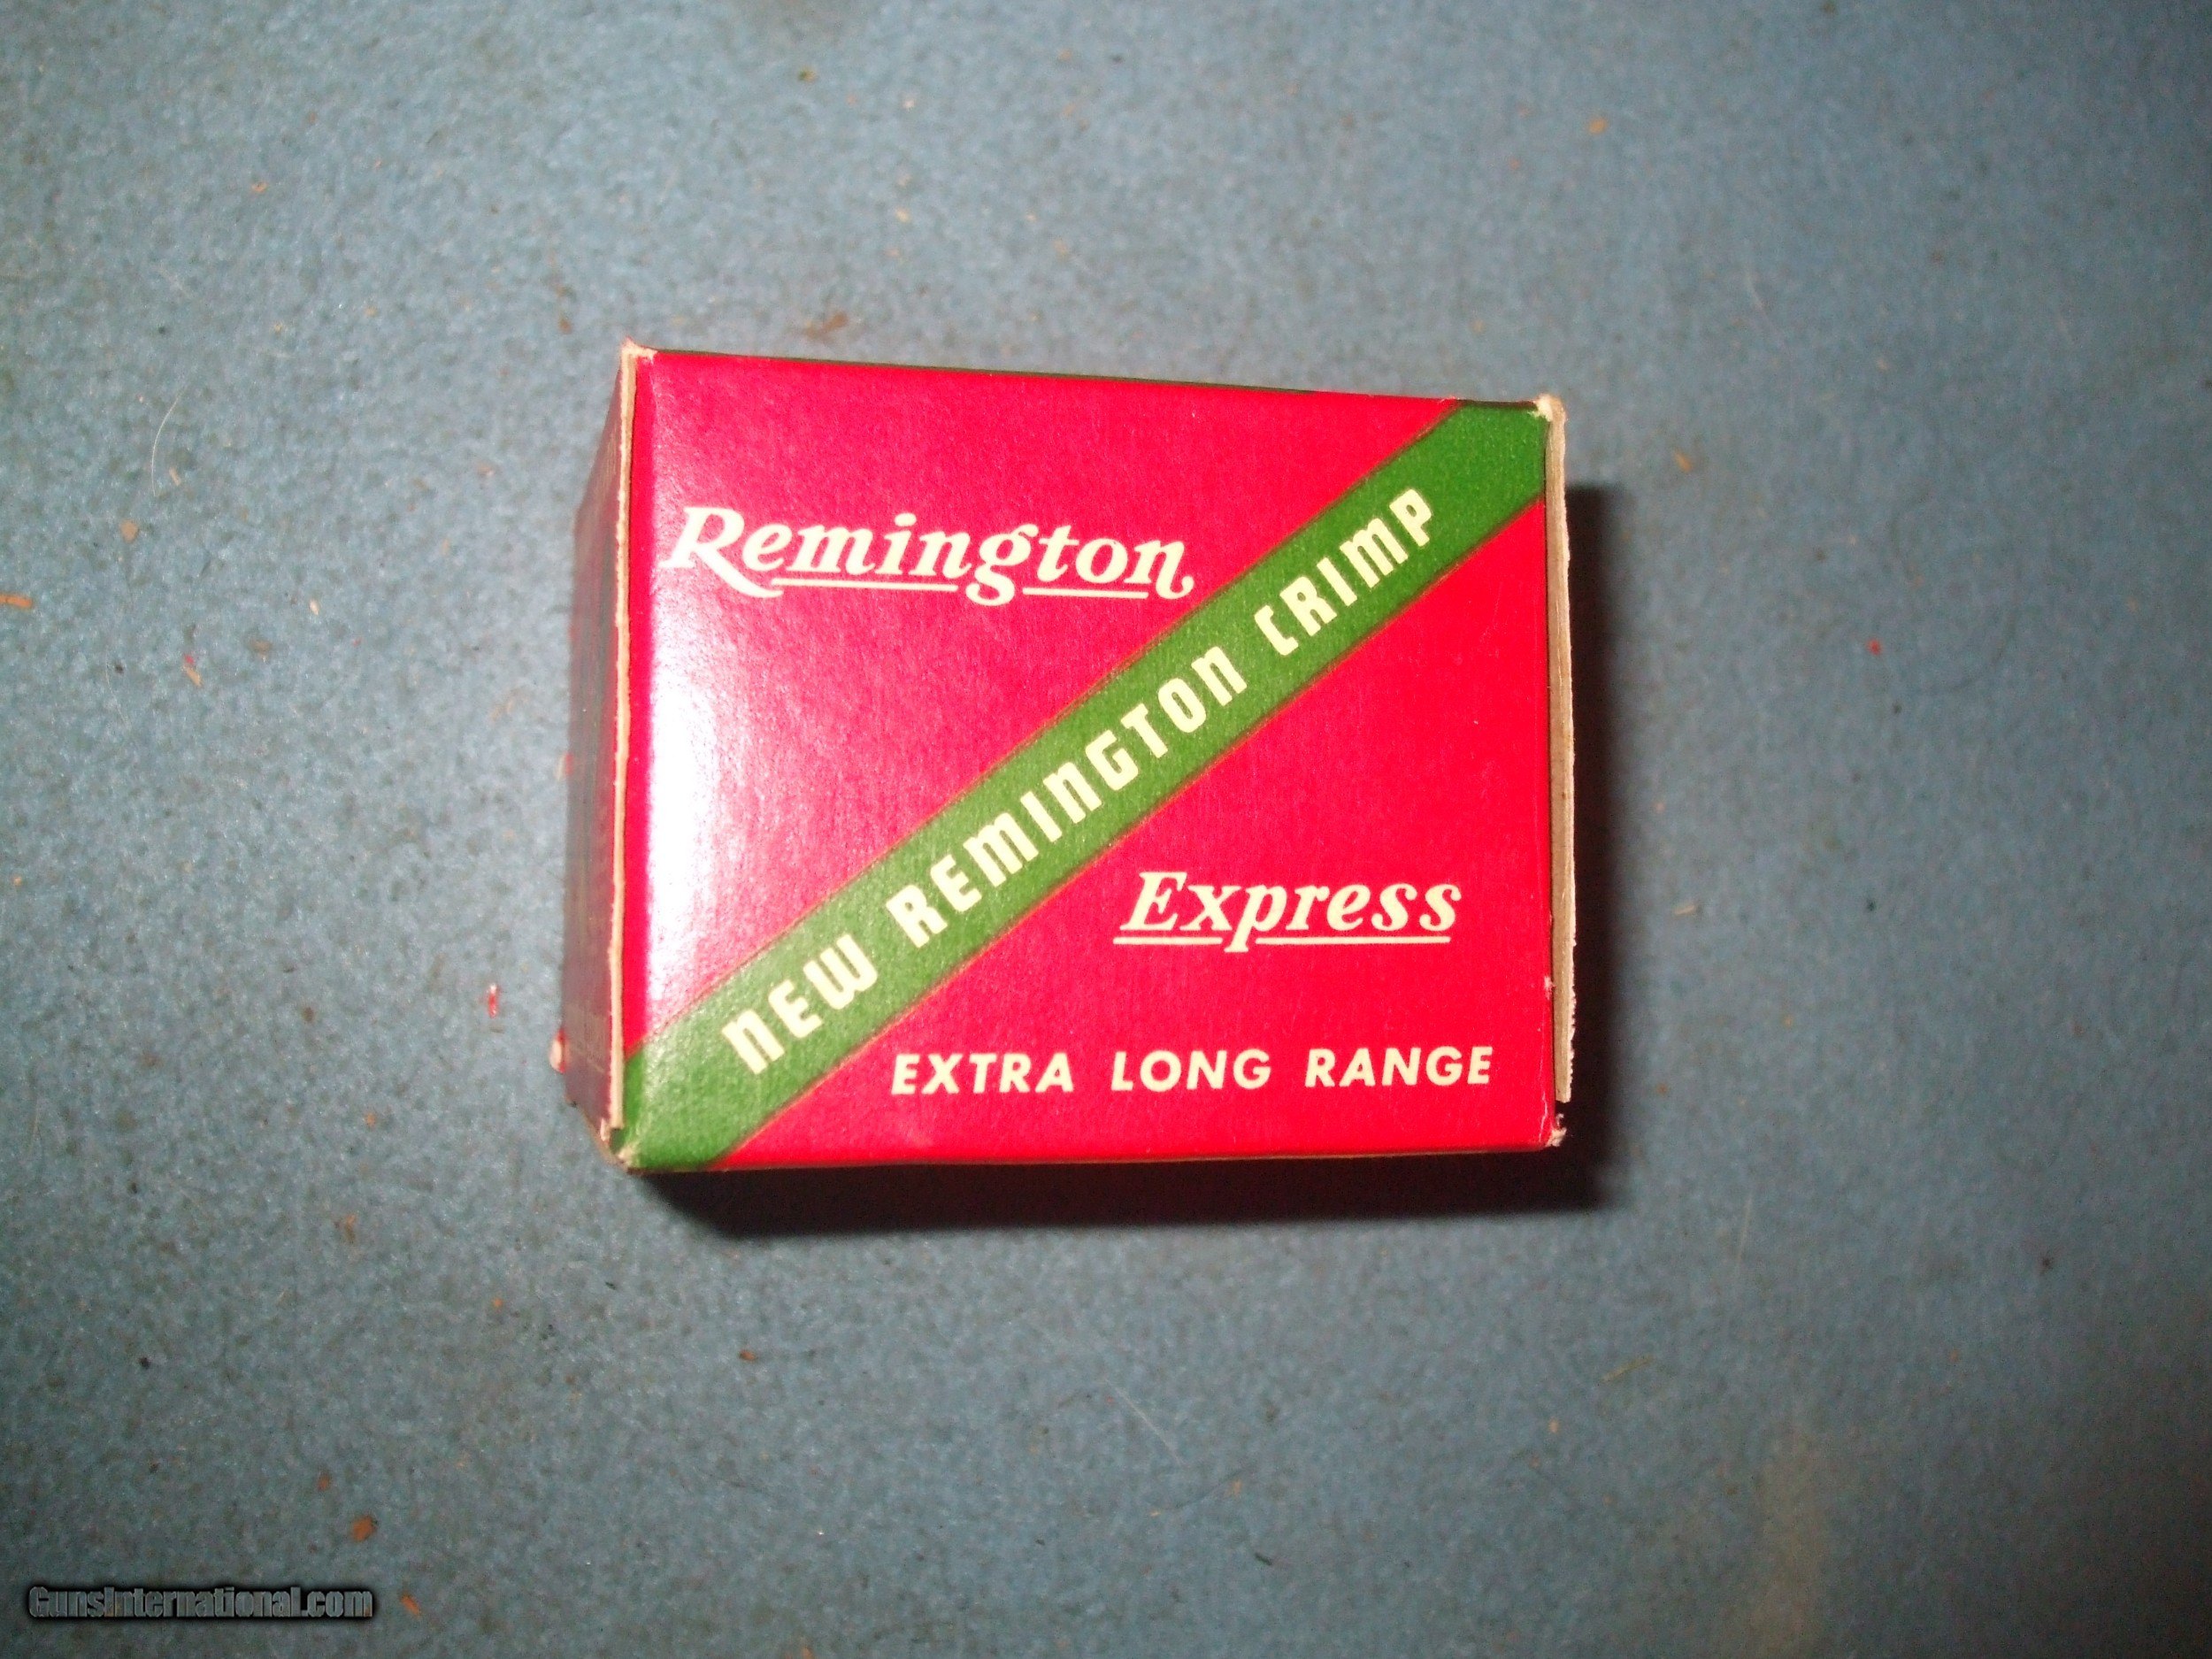 Remington
NEW REMINGTON CRIMP
Express
EXTRA LONG RANGE
GunsInternational.com